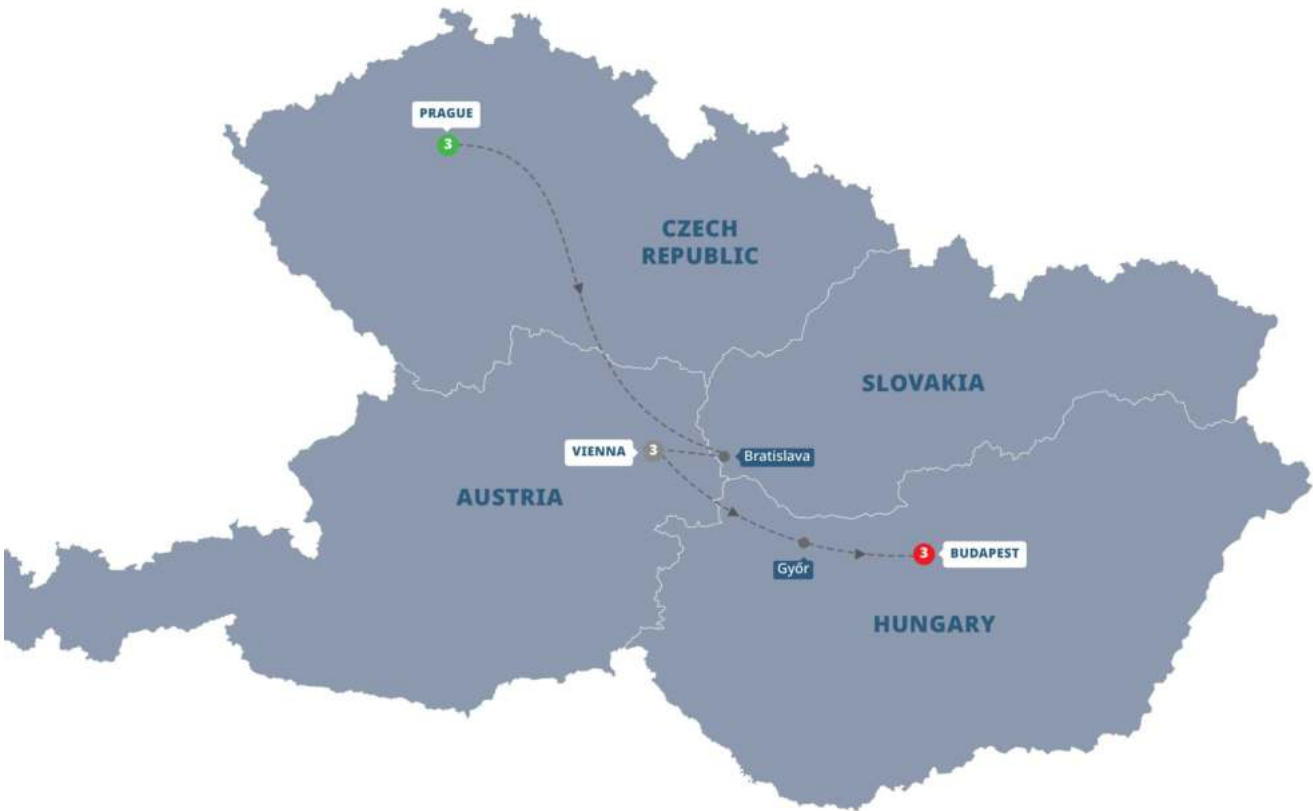 PRAGUE
3
CZECH
REPUBLIC
SLOVAKIA
VIENNA
3
Bratislava
AUSTRIA
3
BUDAPEST
Győr
HUNGARY